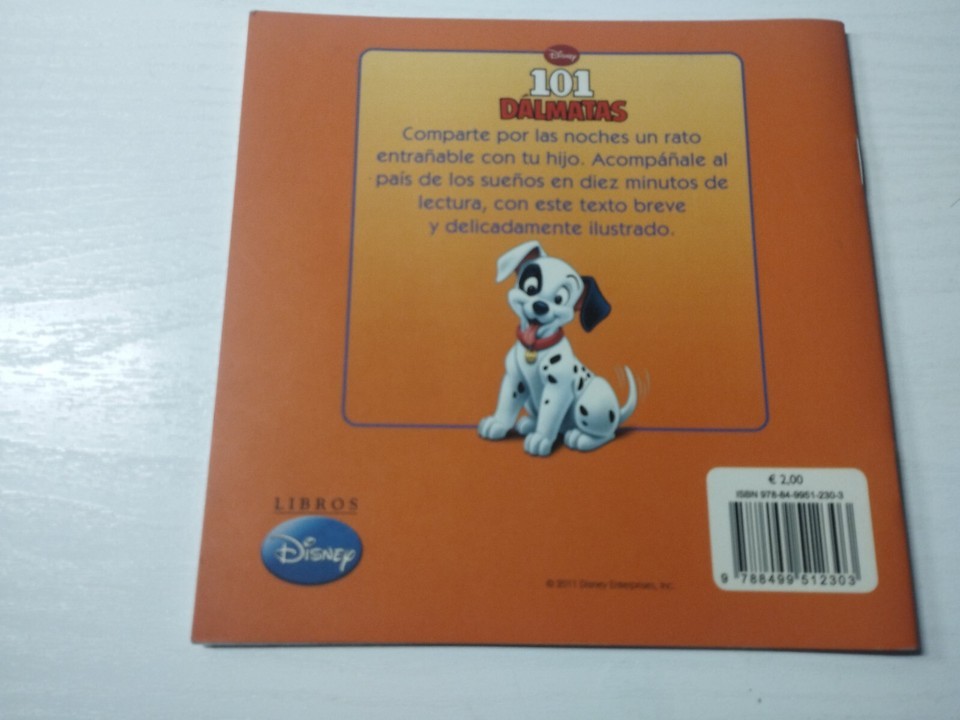 Disney
101
DÁLMATAS
Comparte por las noches un rato
entrañable con tu hijo. Acompáñale al
país de los sueños en diez minutos de
lectura, con este texto breve
y delicadamente ilustrado.
LIBROS
Disney
© 2011 Disney Enterprises, Inc.
€ 2,00
ISBN 978-84-9951-230-3
9 788499 512303